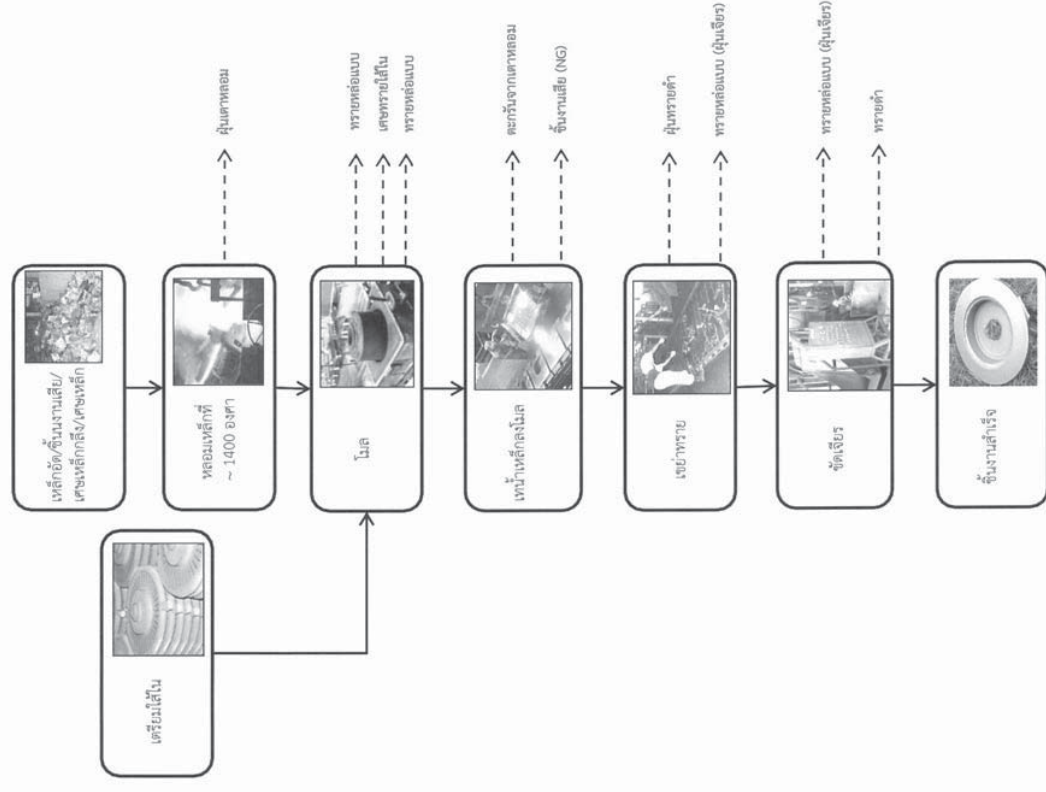 เหล็กอัด/ชิ้นงานเสีย/
เศษเหล็กกลึง/เศษเหล็ก
เตรียมไส้ใน
หลอมเหล็กที่
~ 1400 องศา
ฝุ่นเตาหลอม
โมล
ทรายหล่อแบบ
เศษทรายไส้ใน
ทรายหล่อแบบ
เทน้ำเหล็กลงโมล
ตะกรันจากเตาหลอม
ชิ้นงานเสีย (NG)
เขย่าทราย
ฝุ่นทรายดำ
ทรายหล่อแบบ (ฝุ่นเจียร)
ขัดเจียร
ทรายหล่อแบบ (ฝุ่นเจียร)
ทรายดำ
ชิ้นงานสำเร็จ